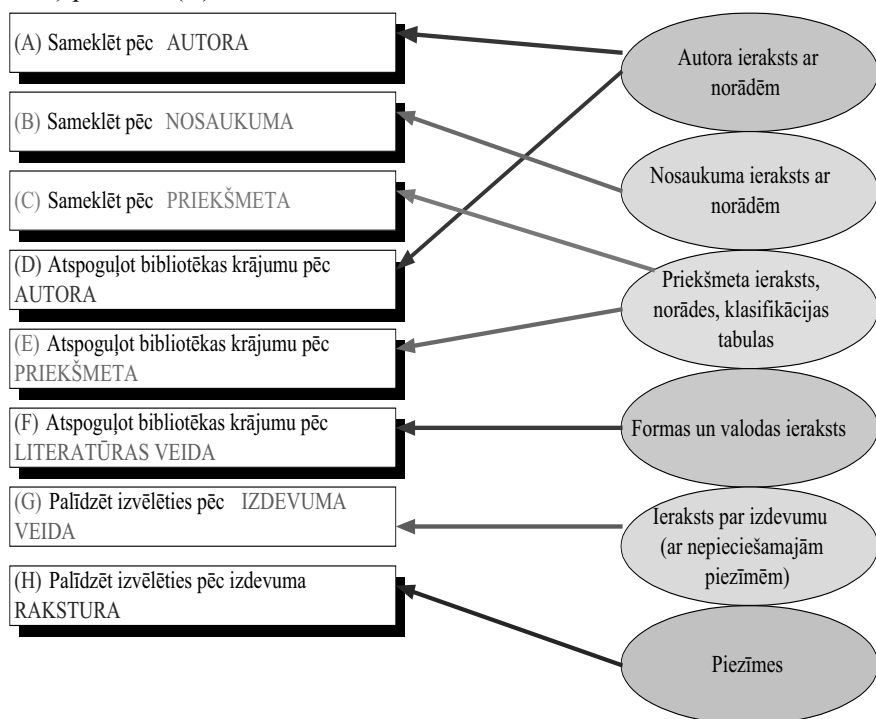 (A) Sameklēt pēc AUTORA
(B) Sameklēt pēc NOSAUKUMA
(C) Sameklēt pēc PRIEKŠMETA
(D) Atspoguļot bibliotēkas krājumu pēc
AUTORA
(E) Atspoguļot bibliotēkas krājumu pēc
PRIEKŠMETA
(F) Atspoguļot bibliotēkas krājumu pēc
LITERATŪRAS VEIDA
(G) Palīdzēt izvēlēties pēc IZDEVUMA
VEIDA
(H) Palīdzēt izvēlēties pēc izdevuma
RAKSTURA
Autora ieraksts ar
norādēm
Nosaukuma ieraksts ar
norādēm
Priekšmeta ieraksts,
norādes, klasifikācijas
tabulas
Formas un valodas ieraksts
Ieraksts par izdevumu
(ar nepieciešamajām
piezīmēm)
Piezīmes